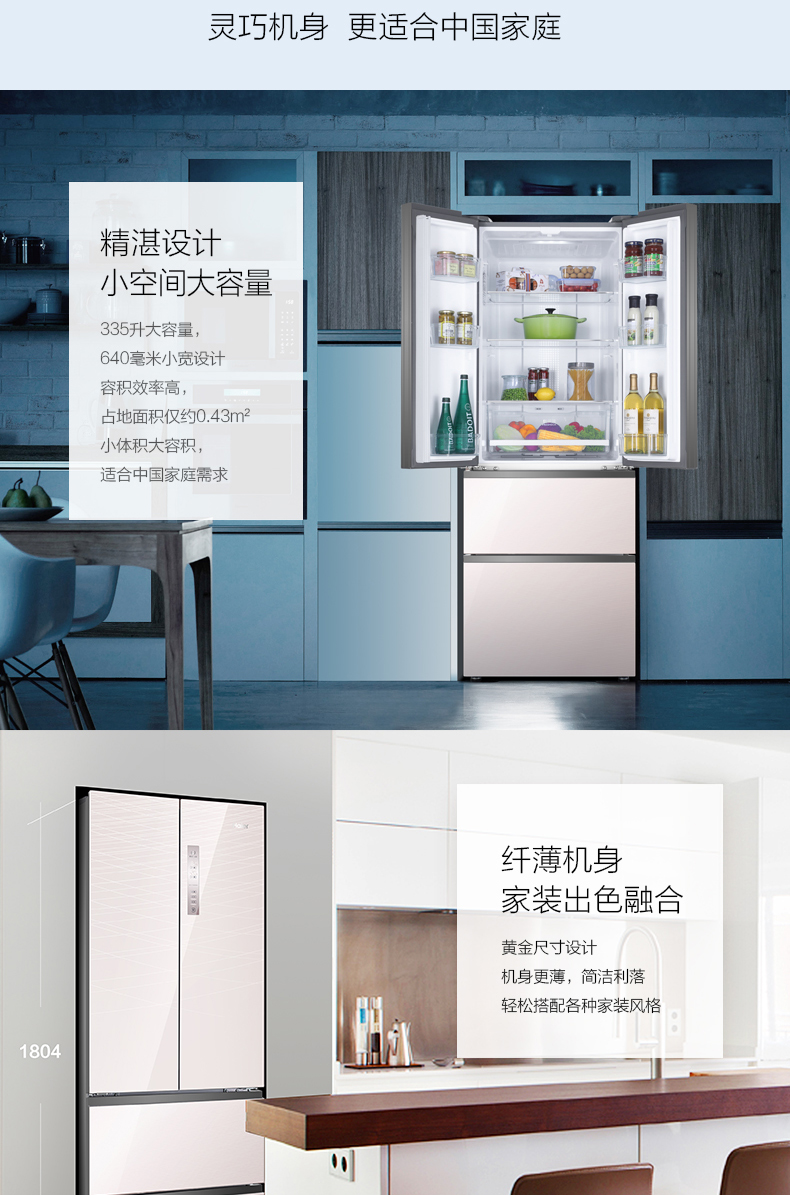 灵巧机身 更适合中国家庭
精湛设计
小空间大容量
335升大容量，
640毫米小宽设计
容积效率高，
占地面积仅约0.43m²
小体积大容积，
适合中国家庭需求
BADOIT
纤薄机身
家装出色融合
黄金尺寸设计
机身更薄，简洁利落
轻松搭配各种家装风格
1804